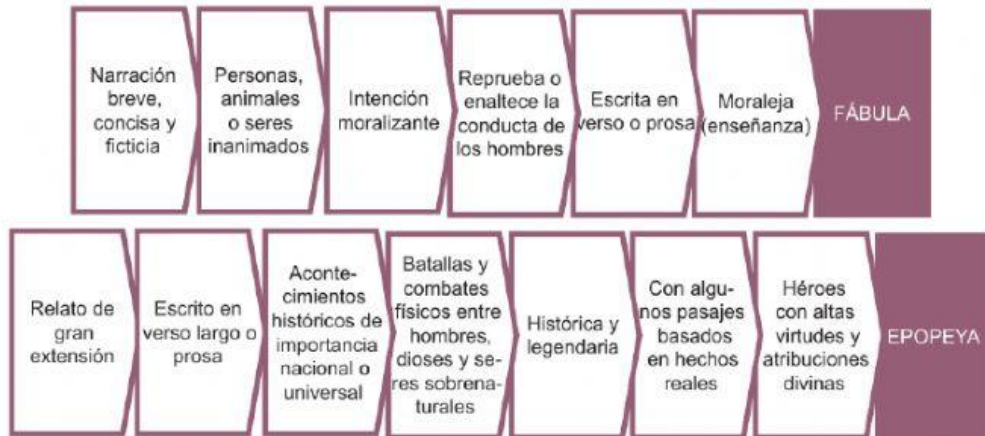 Narración
breve,
concisa y
ficticia
Personas,
animales
o seres
inanimados
Intención
moralizante
Reprueba o
enaltece la
conducta de
los hombres
Escrita en
verso o prosa
Moraleja
(enseñanza)
FÁBULA
Relato de
gran
extensión
Escrito en
verso largo o
prosa
Aconte-
cimientos
históricos de
importancia
nacional o
universal
Batallas y
combates
físicos entre
hombres,
dioses y se-
res sobrena-
turales
Histórica y
legendaria
Con algu-
nos pasajes
basados
en hechos
reales
Héroes
con altas
virtudes y
atribuciones
divinas
EPOPEYA